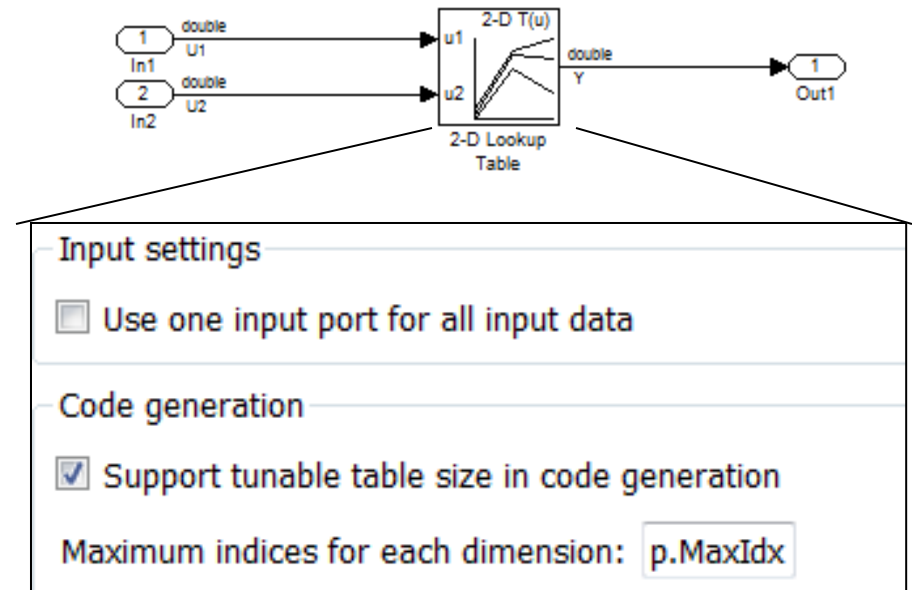 1
double
U1
In1
2
double
U2
In2
2-D T(u)
u1
u2
2-D Lookup
Table
double
Y
1
Out1
Input settings
Use one input port for all input data
Code generation
Support tunable table size in code generation
Maximum indices for each dimension: p.MaxIdx